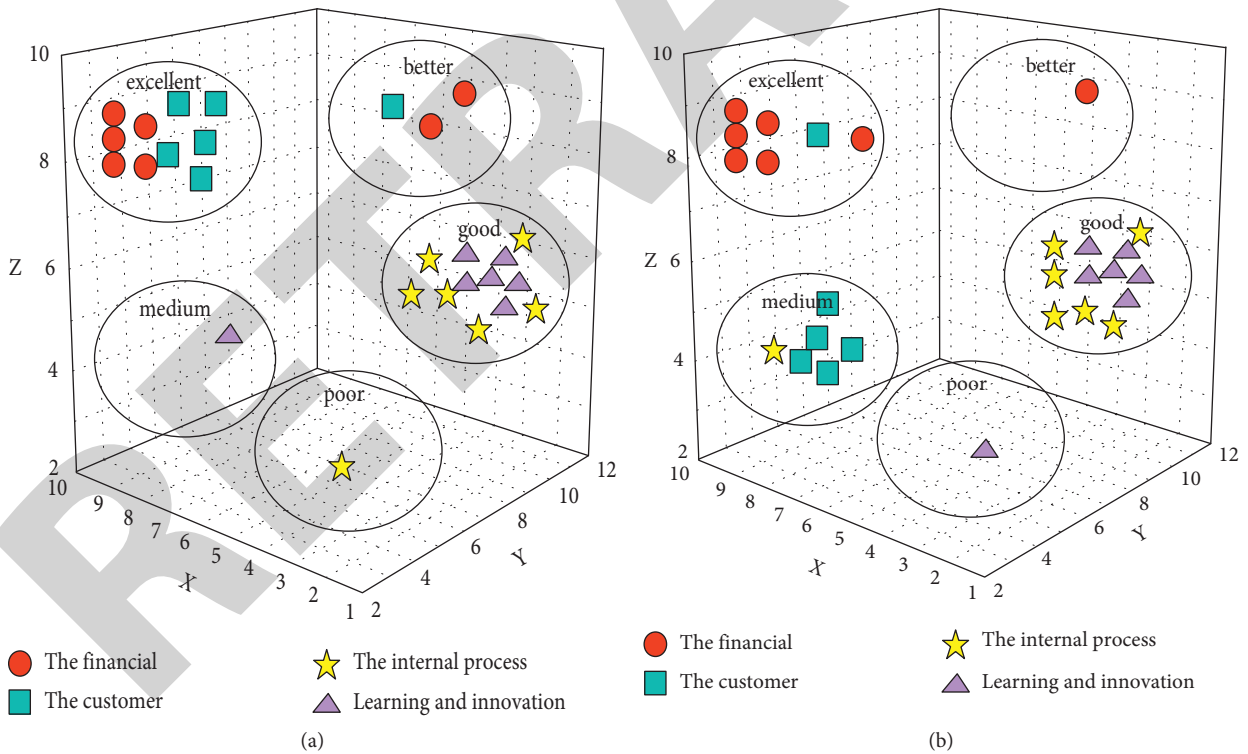 10
8
Z
6
4
2
10
9
8
7
6
5
4
3
2
1
X
2
4
6
8
10
12
Y
excellent
better
good
medium
poor
The financial
The customer
The internal process
Learning and innovation
(a)
10
8
Z
6
4
2
10
9
8
7
6
5
4
3
2
1
X
2
4
6
8
10
12
Y
excellent
better
good
medium
poor
The financial
The customer
The internal process
Learning and innovation
(b)
RETRA